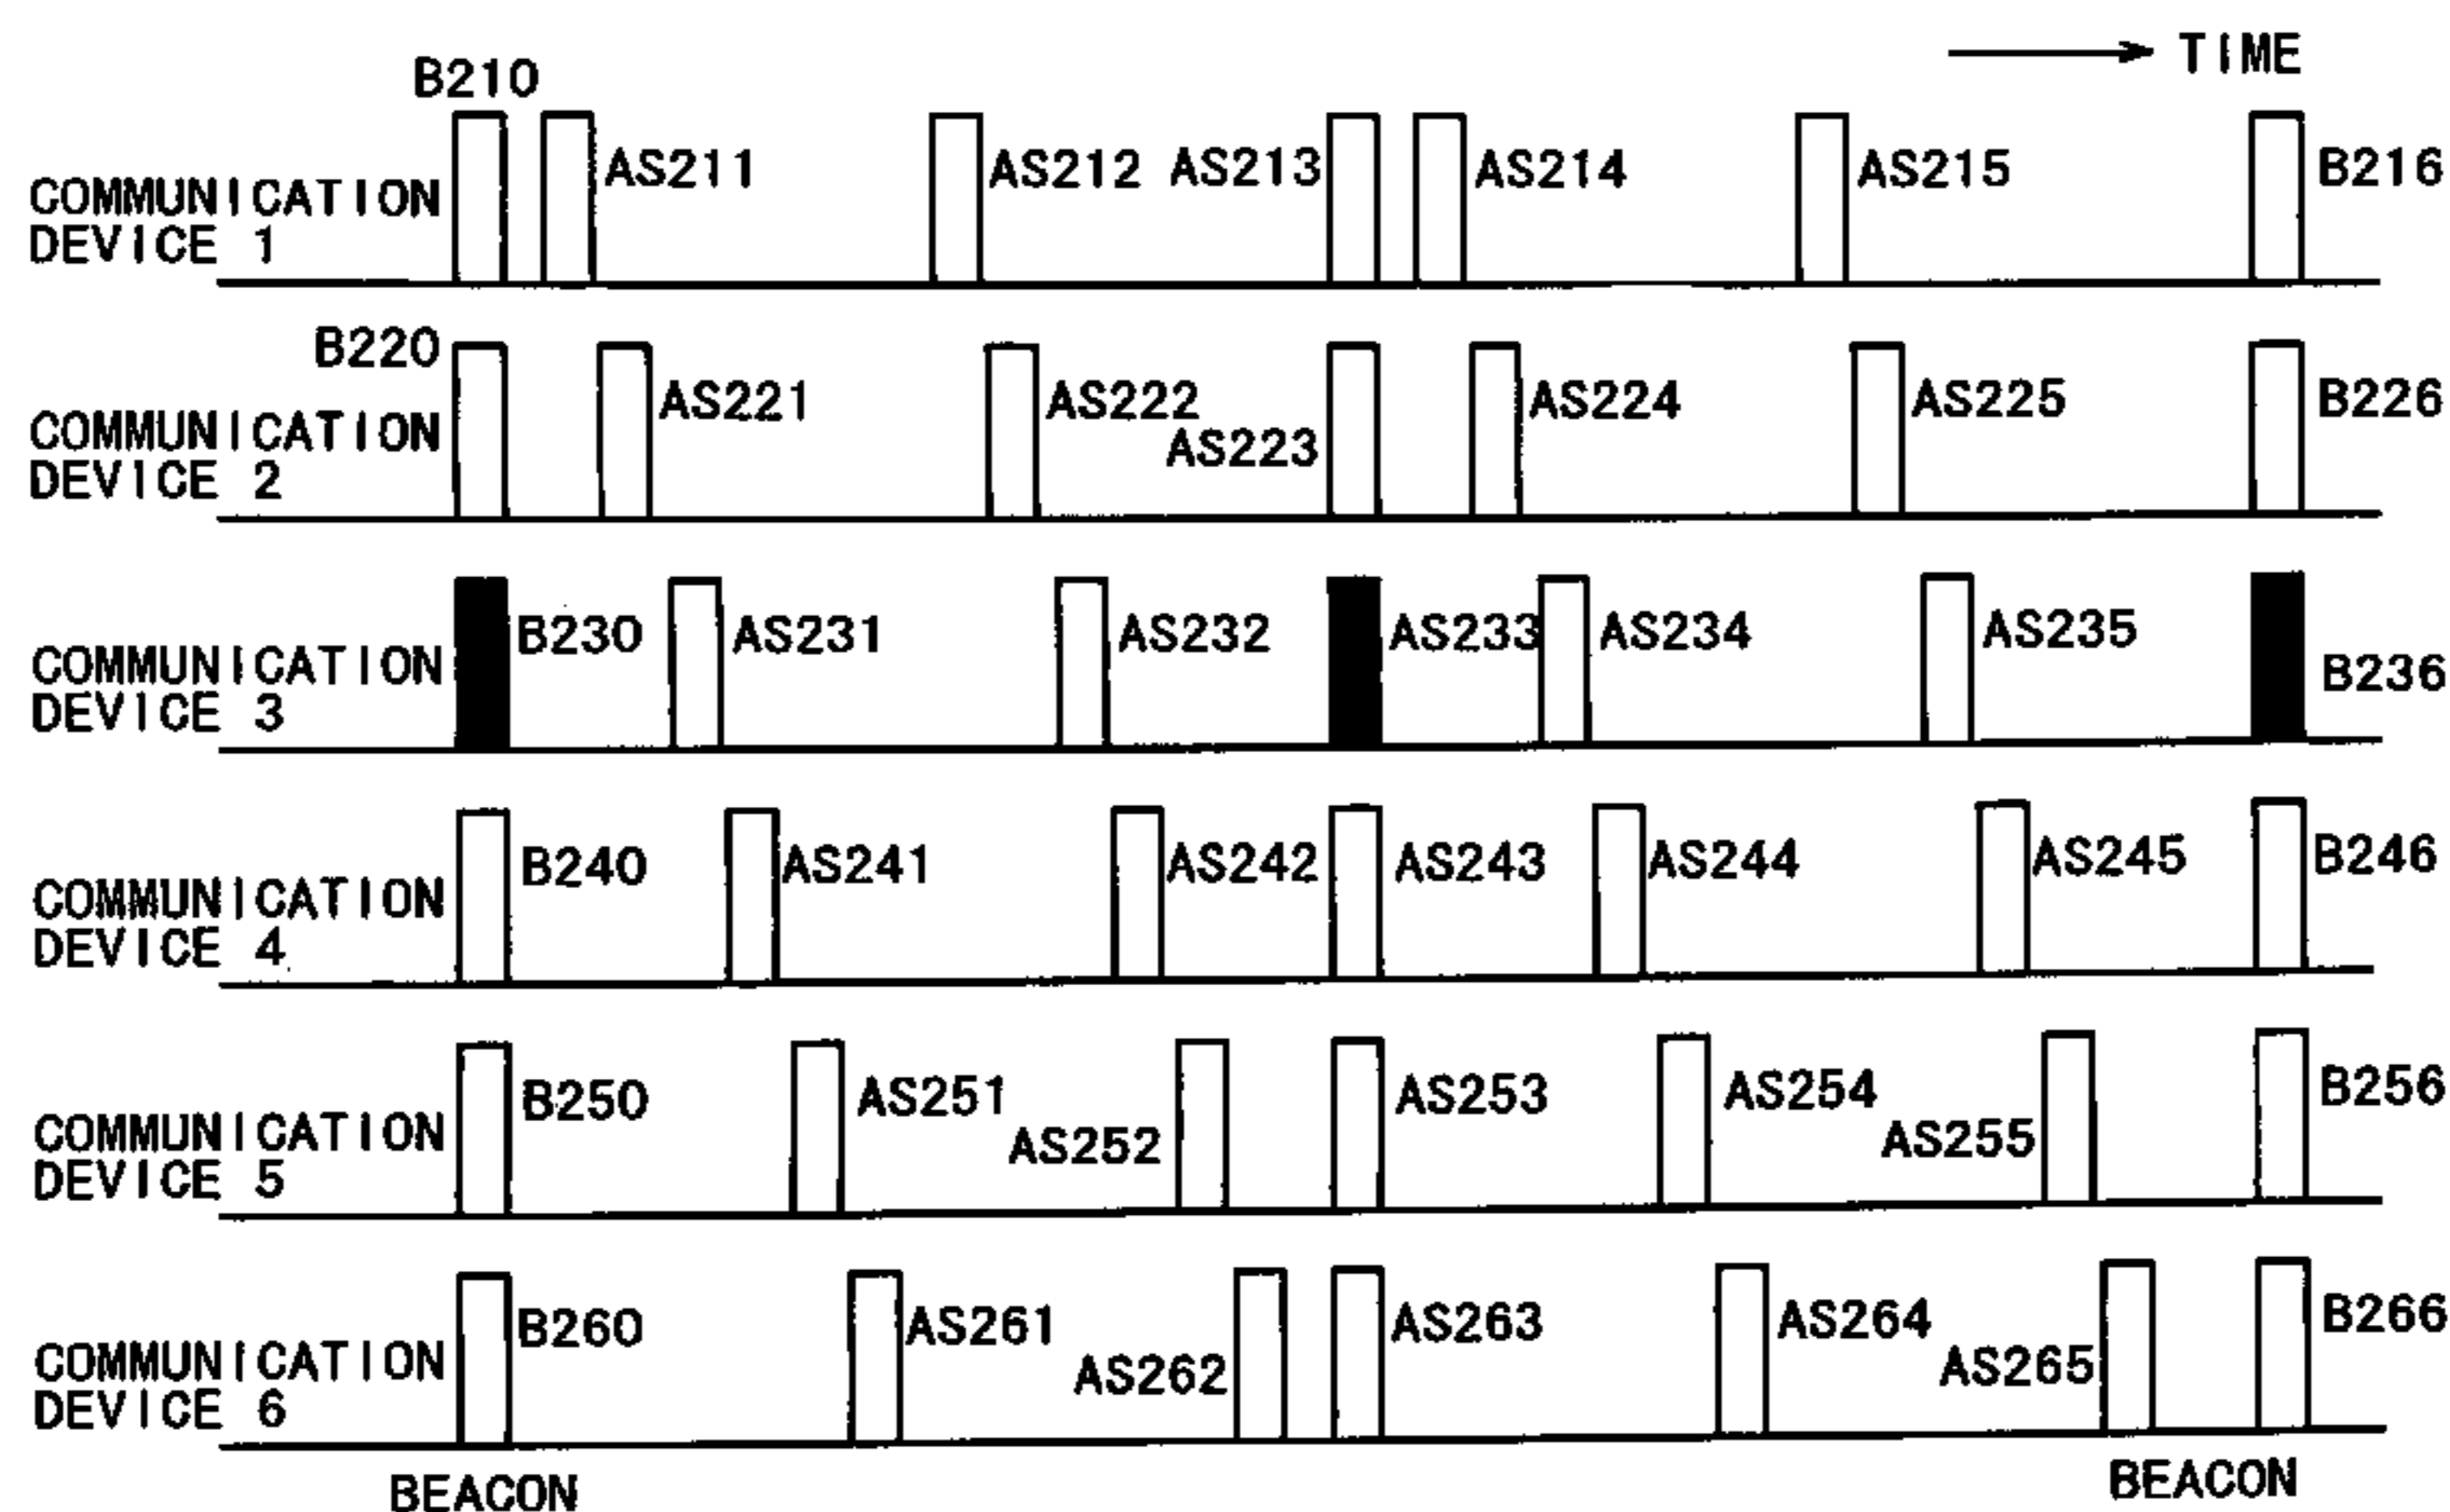 TIME
B210
AS211
AS212
AS213
AS214
AS215
B216
COMMUNICATION
DEVICE 1
B220
AS221
AS222
AS223
AS224
AS225
B226
COMMUNICATION
DEVICE 2
B230
AS231
AS232
AS233
AS234
AS235
B236
COMMUNICATION
DEVICE 3
B240
AS241
AS242
AS243
AS244
AS245
B246
COMMUNICATION
DEVICE 4
B250
AS251
AS252
AS253
AS254
AS255
B256
COMMUNICATION
DEVICE 5
B260
AS261
AS262
AS263
AS264
AS265
B266
COMMUNICATION
DEVICE 6
BEACON
BEACON